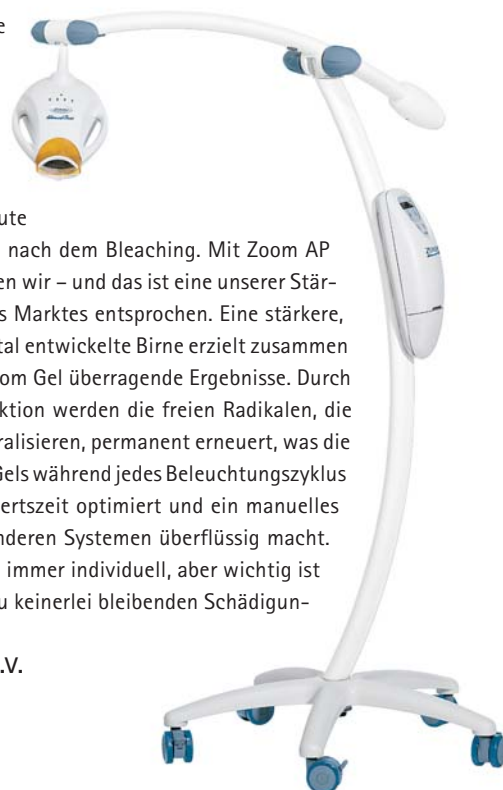 e
ute
nach dem Bleaching. Mit Zoom AP
en wir – und das ist eine unserer Stär-
s Marktes entsprochen. Eine stärkere,
tal entwickelte Birne erzielt zusammen
om Gel überragende Ergebnisse. Durch
ktion werden die freien Radikalen, die
ralisieren, permanent erneuert, was die
Gels während jedes Beleuchtungszyklus
ertszeit optimiert und ein manuelles
nderen Systemen überflüssig macht.
immer individuell, aber wichtig ist
u keinerlei bleibenden Schädigun-
.V.